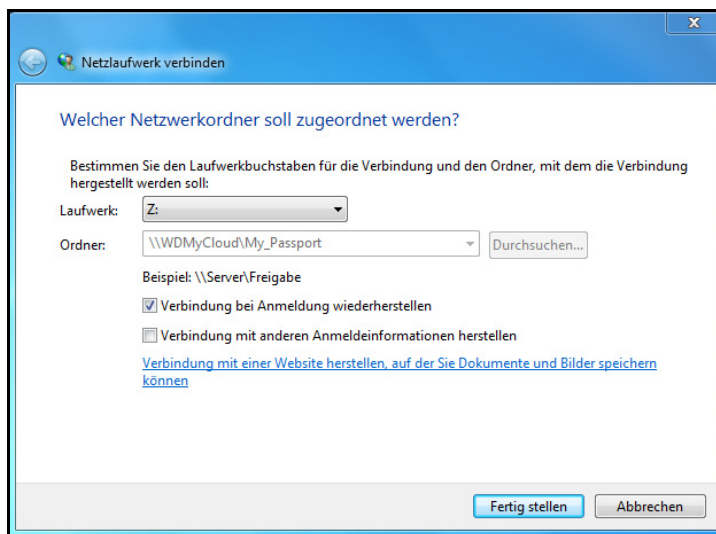 Netzlaufwerk verbinden
Welcher Netzwerkordner soll zugeordnet werden?
Bestimmen Sie den Laufwerkbuchstaben für die Verbindung und den Ordner, mit dem die Verbindung
hergestellt werden soll:
Laufwerk: Z:
Ordner: \\WDMyCloud\My_Passport Durchsuchen...
Beispiel: \\Server\Freigabe
Verbindung bei Anmeldung wiederherstellen
Verbindung mit anderen Anmeldeinformationen herstellen
Verbindung mit einer Website herstellen, auf der Sie Dokumente und Bilder speichern
können
Fertig stellen Abbrechen